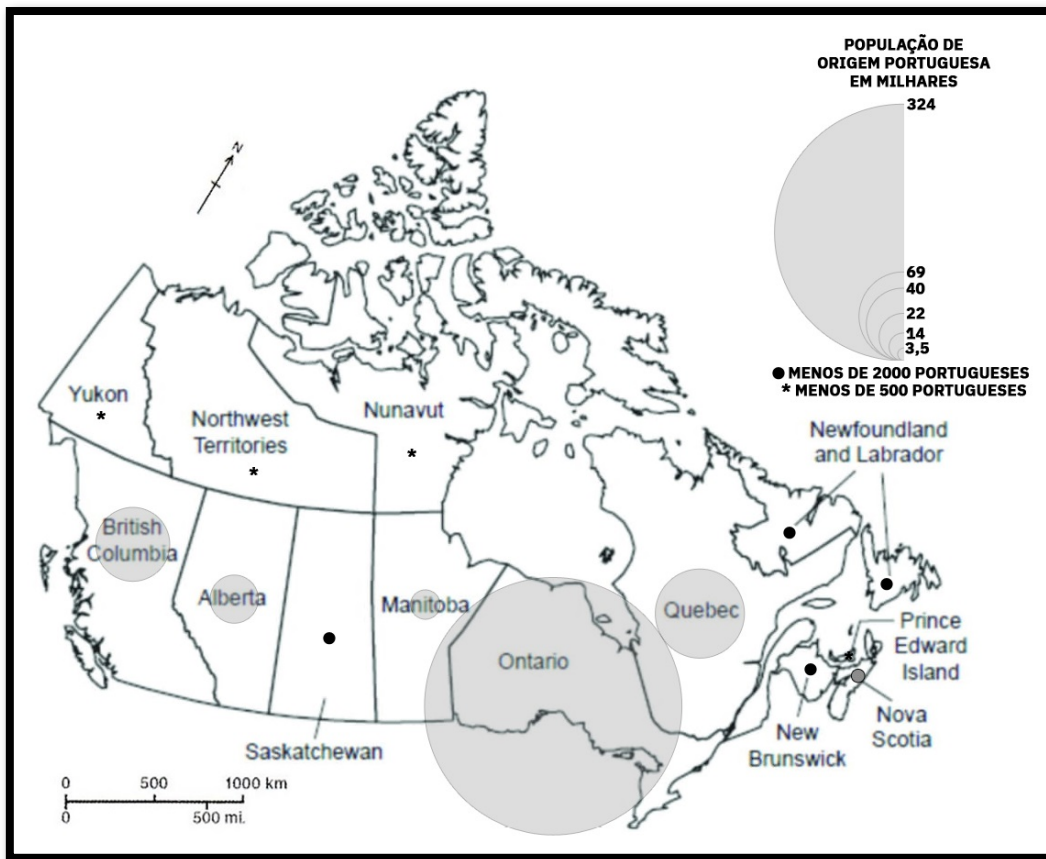 POPULAÇÃO DE
ORIGEM PORTUGUESA
EM MILHARES
324
69
40
22
14
3,5
MENOS DE 2000 PORTUGUESES
* MENOS DE 500 PORTUGUESES
N
Yukon
*
Northwest
Territories
*
Nunavut
*
Newfoundland
and Labrador
British
Columbia
Alberta
Manitoba
Ontario
Quebec
Prince
Edward
Island
*
Nova
Scotia
New
Brunswick
Saskatchewan
0 500 1000 km
0 500 mi.